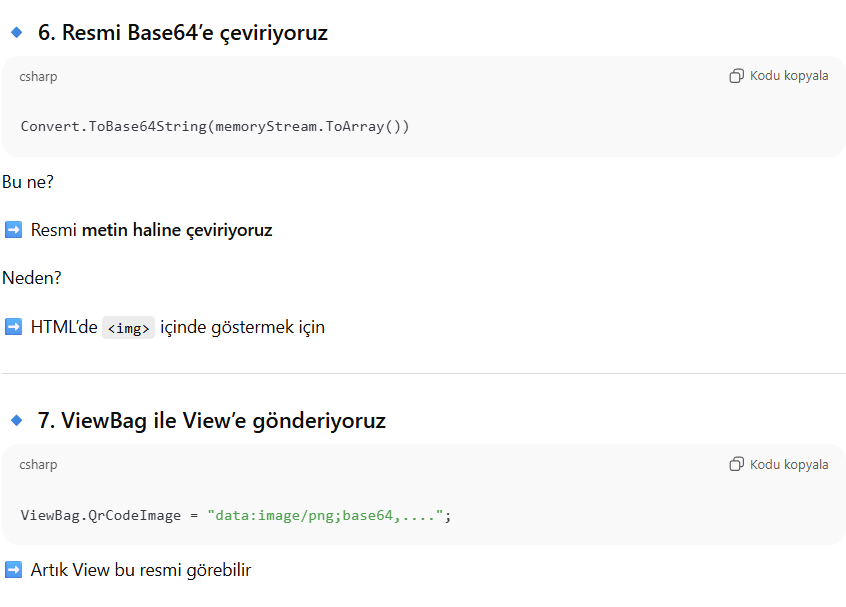 6. Resmi Base64’e çeviriyoruz
csharp
Kodu kopyala
Convert.ToBase64String(memoryStream.ToArray())
Bu ne?
Resmi metin haline çeviriyoruz
Neden?
HTML’de <img> içinde göstermek için
7. ViewBag ile View’e gönderiyoruz
csharp
Kodu kopyala
ViewBag.QrCodeImage = "data:image/png;base64,....";
Artık View bu resmi görebilir